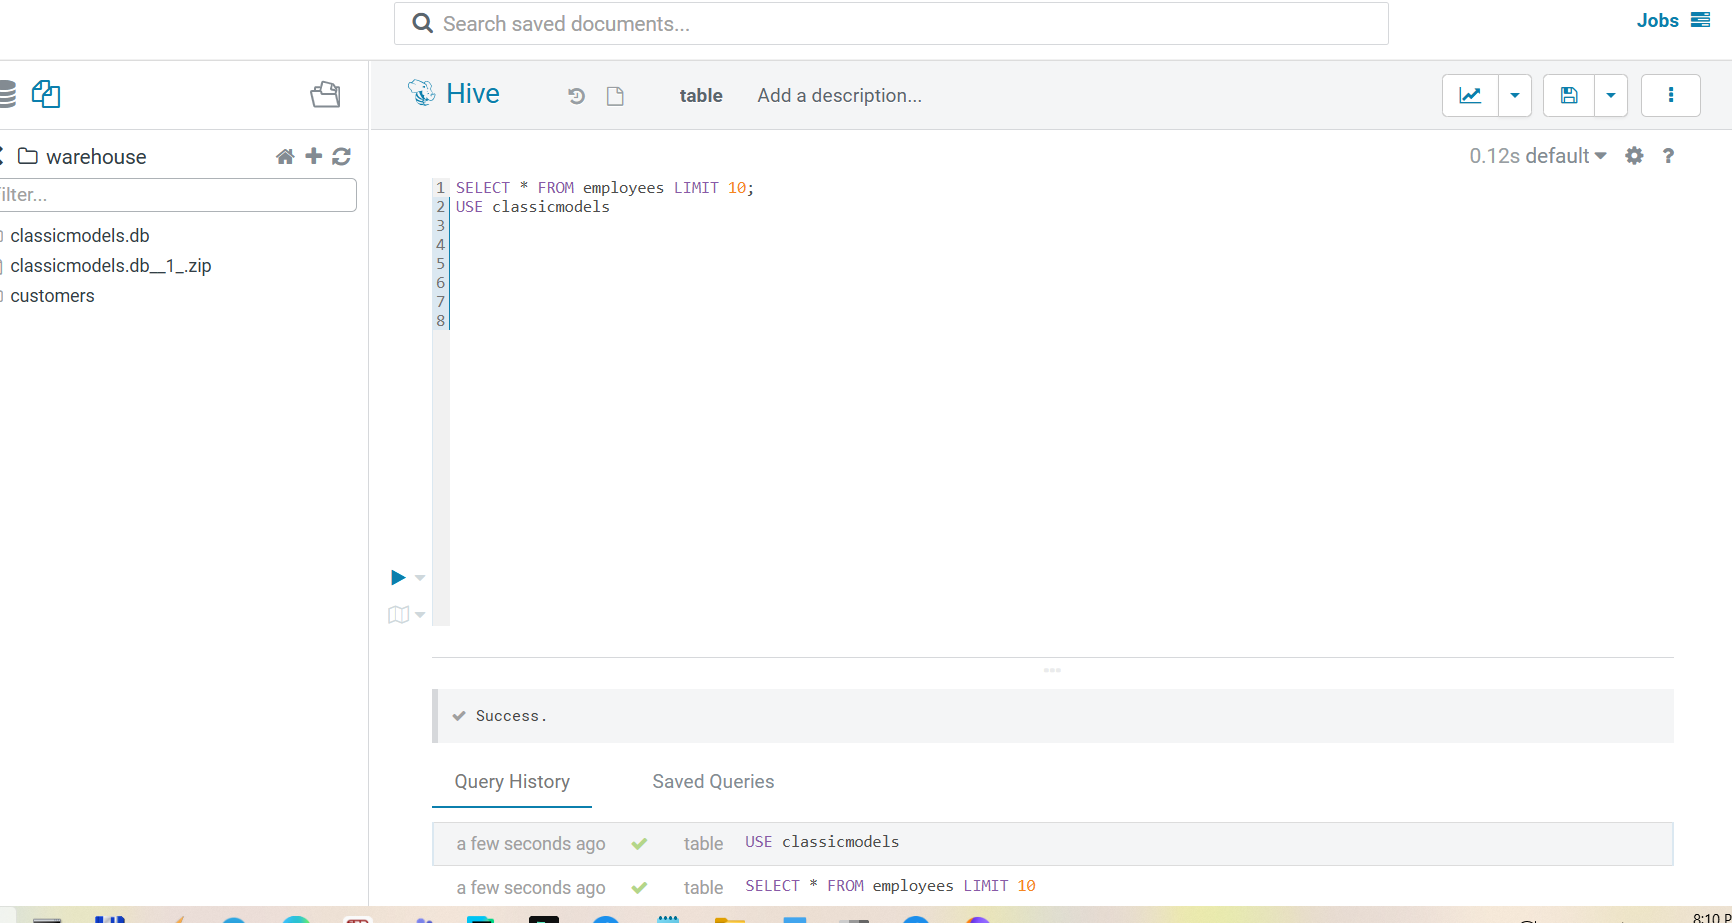 Search saved documents...
Jobs
Hive
table
Add a description...
warehouse
ilter...
classicmodels.db
classicmodels.db__1_.zip
customers
0.12s default
?
1 SELECT * FROM employees LIMIT 10;
2 USE classicmodels
3
4
5
6
7
8
Success.
Query History
Saved Queries
a few seconds ago table USE classicmodels
a few seconds ago table SELECT * FROM employees LIMIT 10
8:10 P